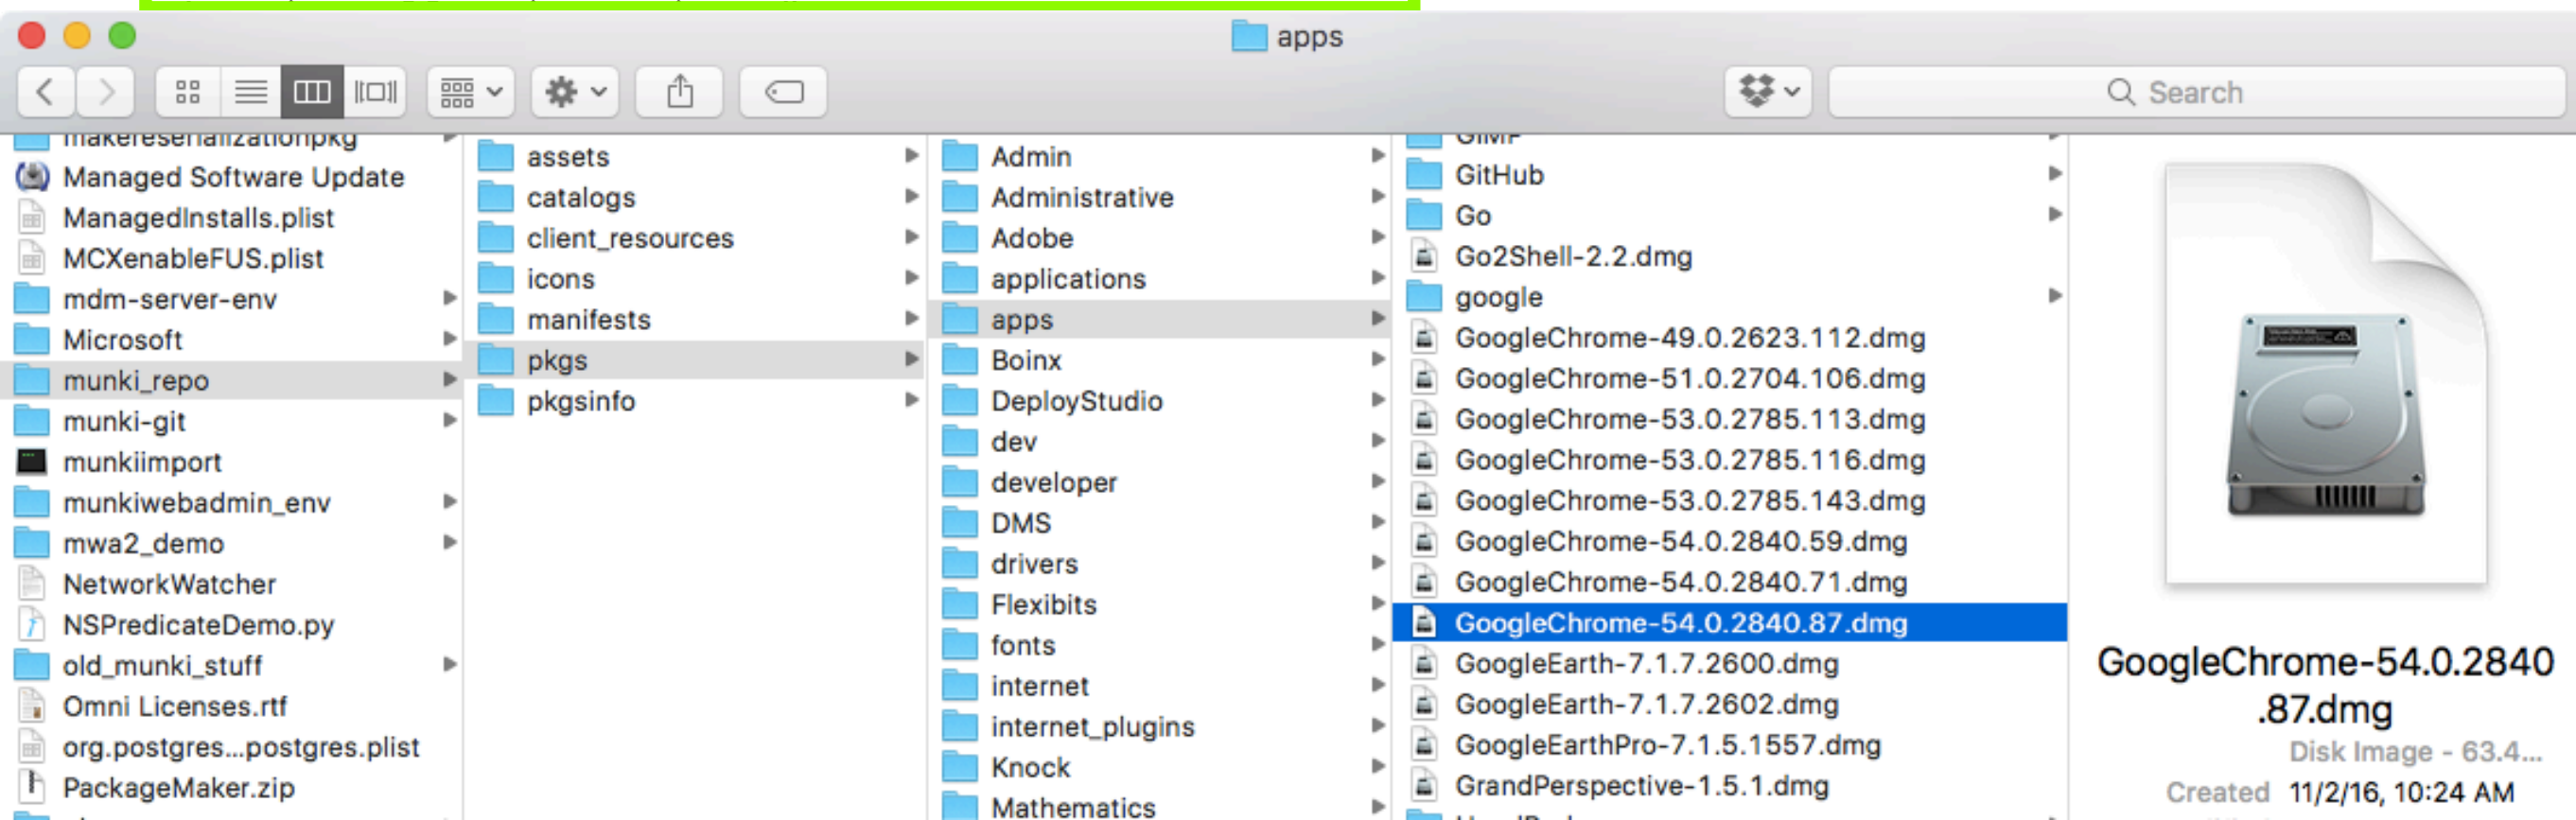 apps
Search
makereserializationpkg
Managed Software Update
ManagedInstalls.plist
MCXenableFUS.plist
mdm-server-env
Microsoft
munki_repo
munki-git
munkiimport
munkiwebadmin_env
mwa2_demo
NetworkWatcher
NSPredicateDemo.py
old_munki_stuff
Omni Licenses.rtf
org.postgres...postgres.plist
PackageMaker.zip
assets
catalogs
client_resources
icons
manifests
pkgs
pkgsinfo
Admin
Administrative
Adobe
applications
apps
Boinx
DeployStudio
dev
developer
DMS
drivers
Flexibits
fonts
internet
internet_plugins
Knock
Mathematics
GIMP
GitHub
Go
Go2Shell-2.2.dmg
google
GoogleChrome-49.0.2623.112.dmg
GoogleChrome-51.0.2704.106.dmg
GoogleChrome-53.0.2785.113.dmg
GoogleChrome-53.0.2785.116.dmg
GoogleChrome-53.0.2785.143.dmg
GoogleChrome-54.0.2840.59.dmg
GoogleChrome-54.0.2840.71.dmg
GoogleChrome-54.0.2840.87.dmg
GoogleEarth-7.1.7.2600.dmg
GoogleEarth-7.1.7.2602.dmg
GoogleEarthPro-7.1.5.1557.dmg
GrandPerspective-1.5.1.dmg
GoogleChrome-54.0.2840
.87.dmg
Disk Image - 63.4...
Created 11/2/16, 10:24 AM